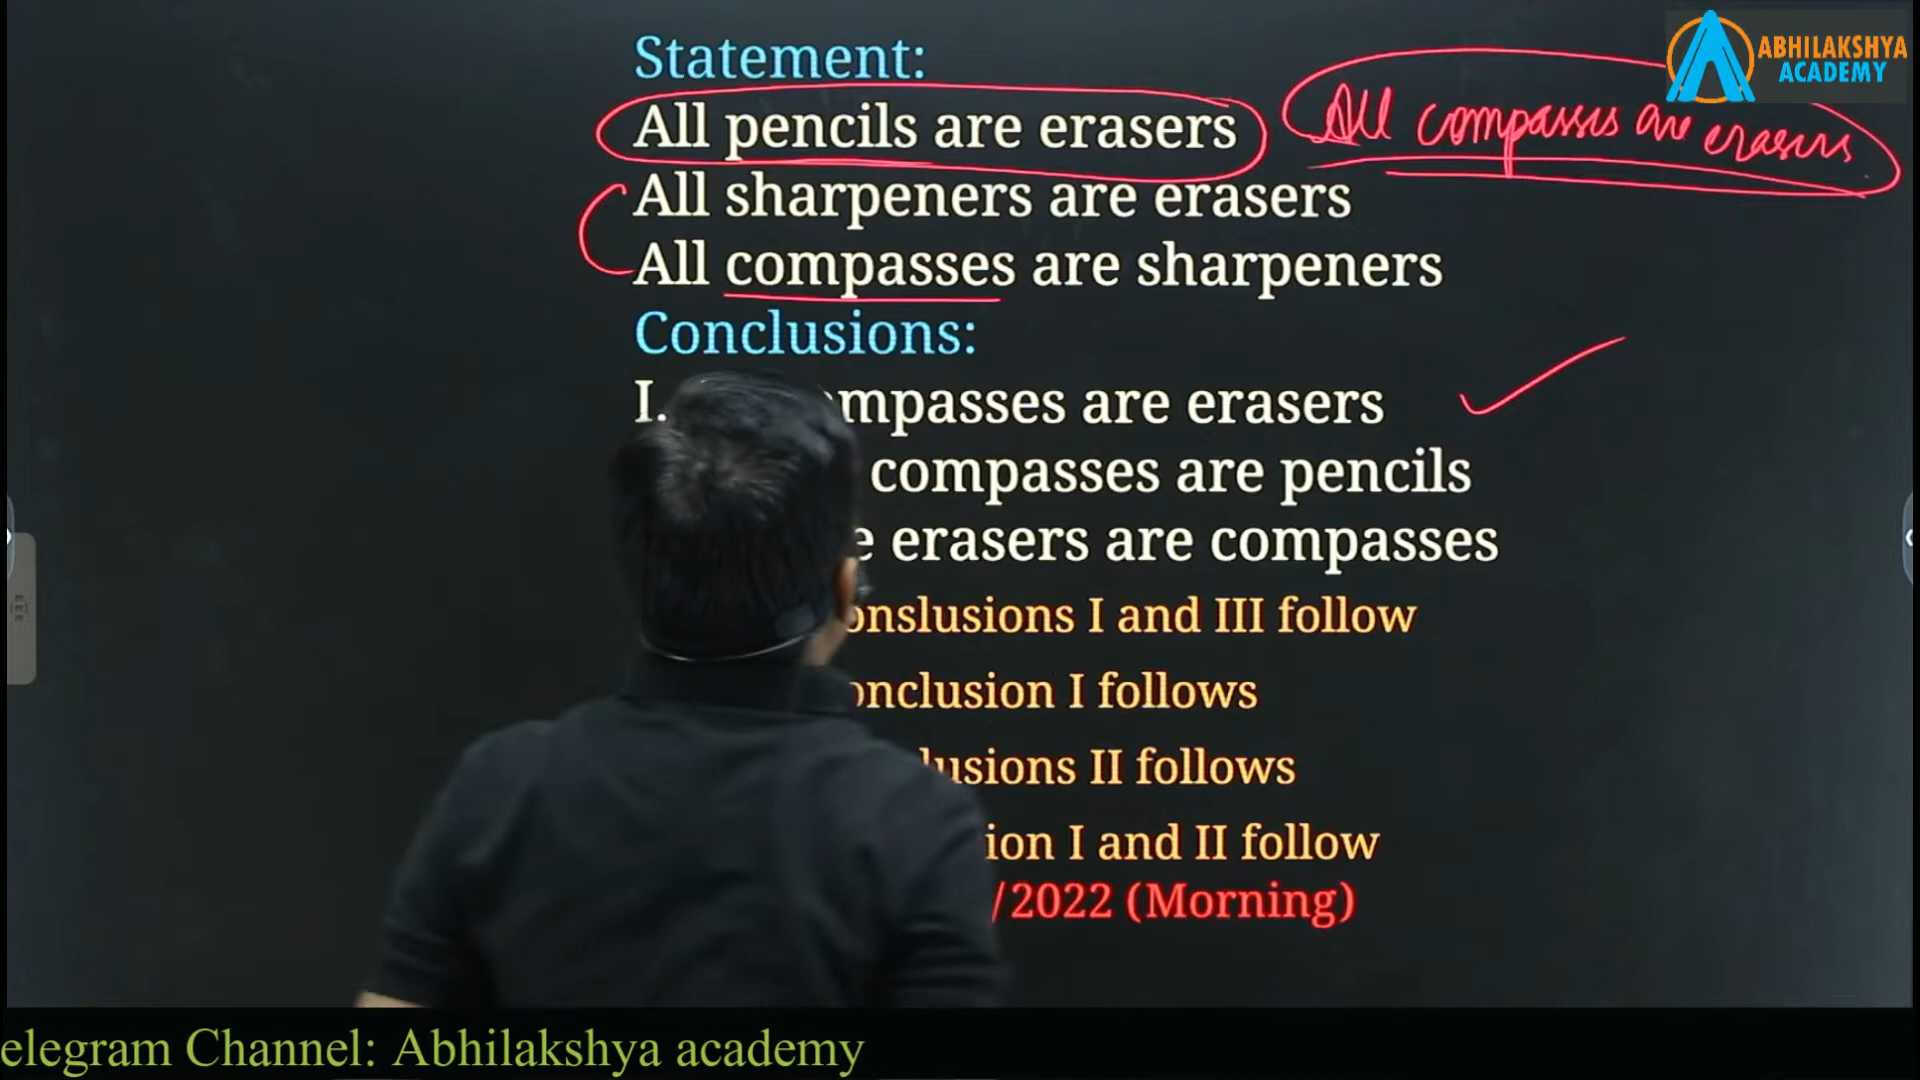 Statement:
All pencils are erasers
All compasses are erasers
ABHILAKSHYA
ACADEMY
All sharpeners are erasers
All compasses are sharpeners
Conclusions:
I. mpasses are erasers
compasses are pencils
e erasers are compasses
onslusions I and III follow
onclusion I follows
lusions II follows
ion I and II follow
/2022 (Morning)
elegram Channel: Abhilakshya academy